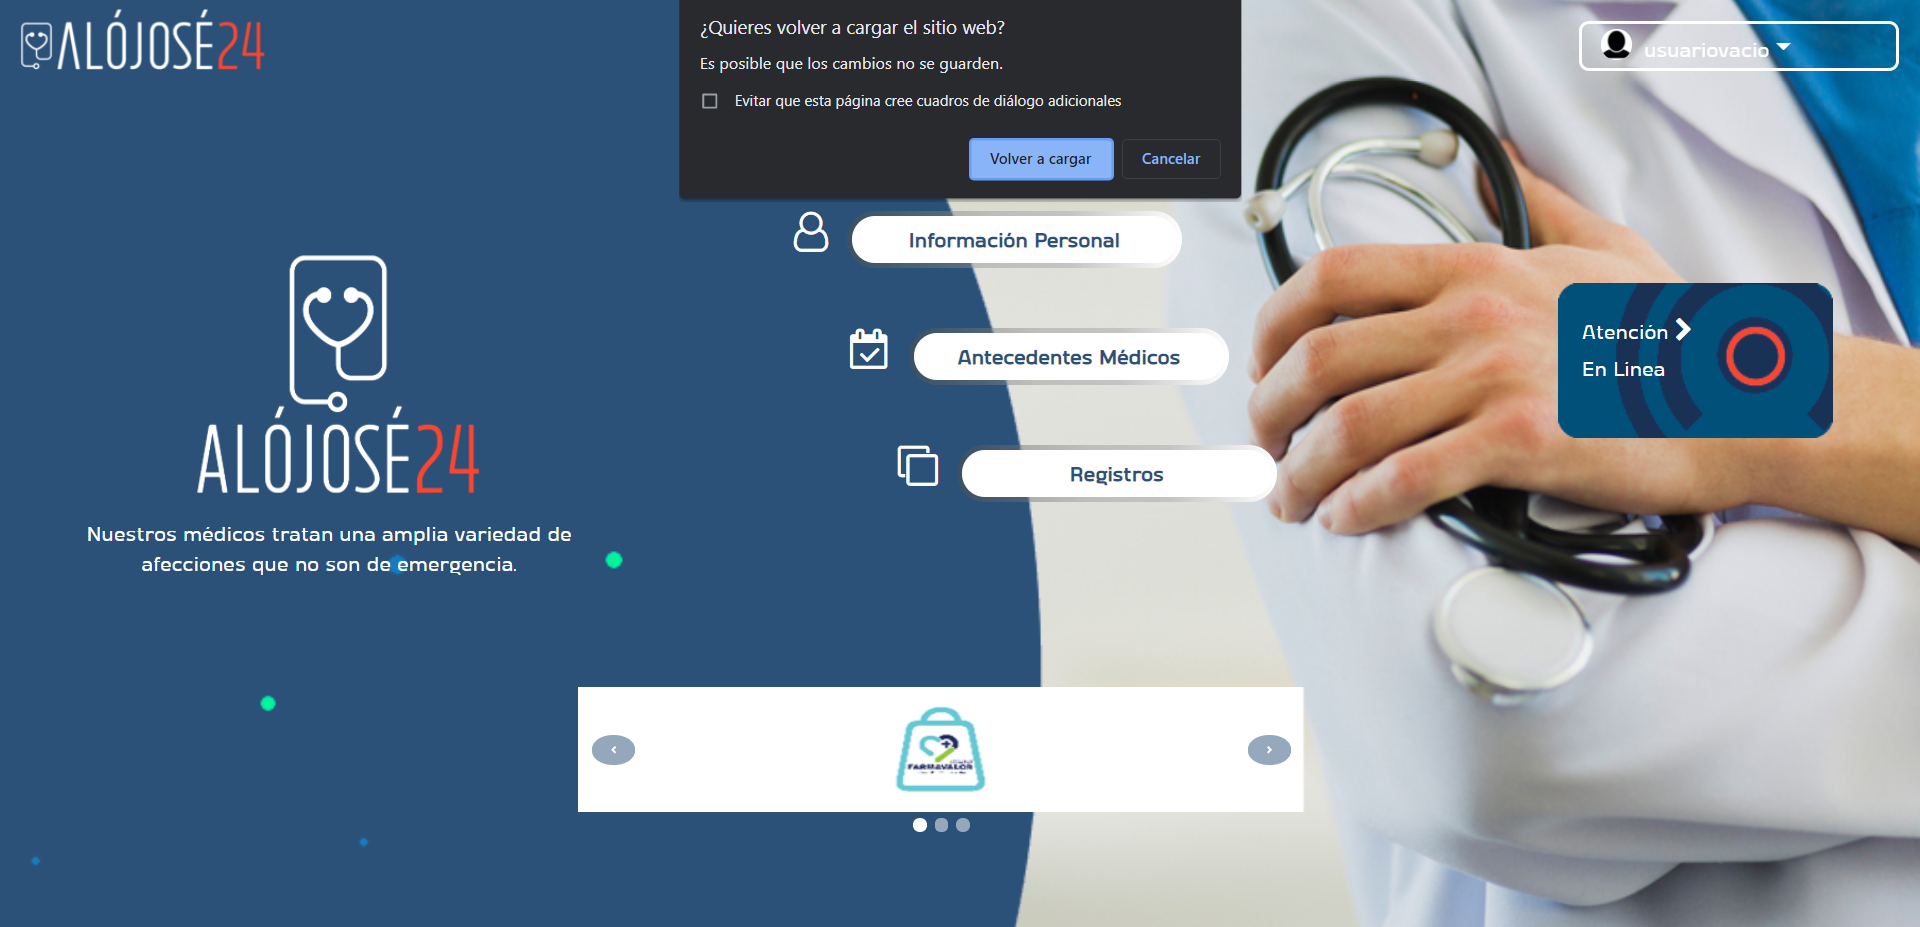 ALÓJOSÉ24
¿Quieres volver a cargar el sitio web?
Es posible que los cambios no se guarden.
Evitar que esta página cree cuadros de diálogo adicionales
Volver a cargar
Cancelar
usuariovacio
Información Personal
Antecedentes Médicos
Registros
Atención
En Línea
ALÓJOSÉ24
Nuestros médicos tratan una amplia variedad de
afecciones que no son de emergencia.
FARMAVALOR